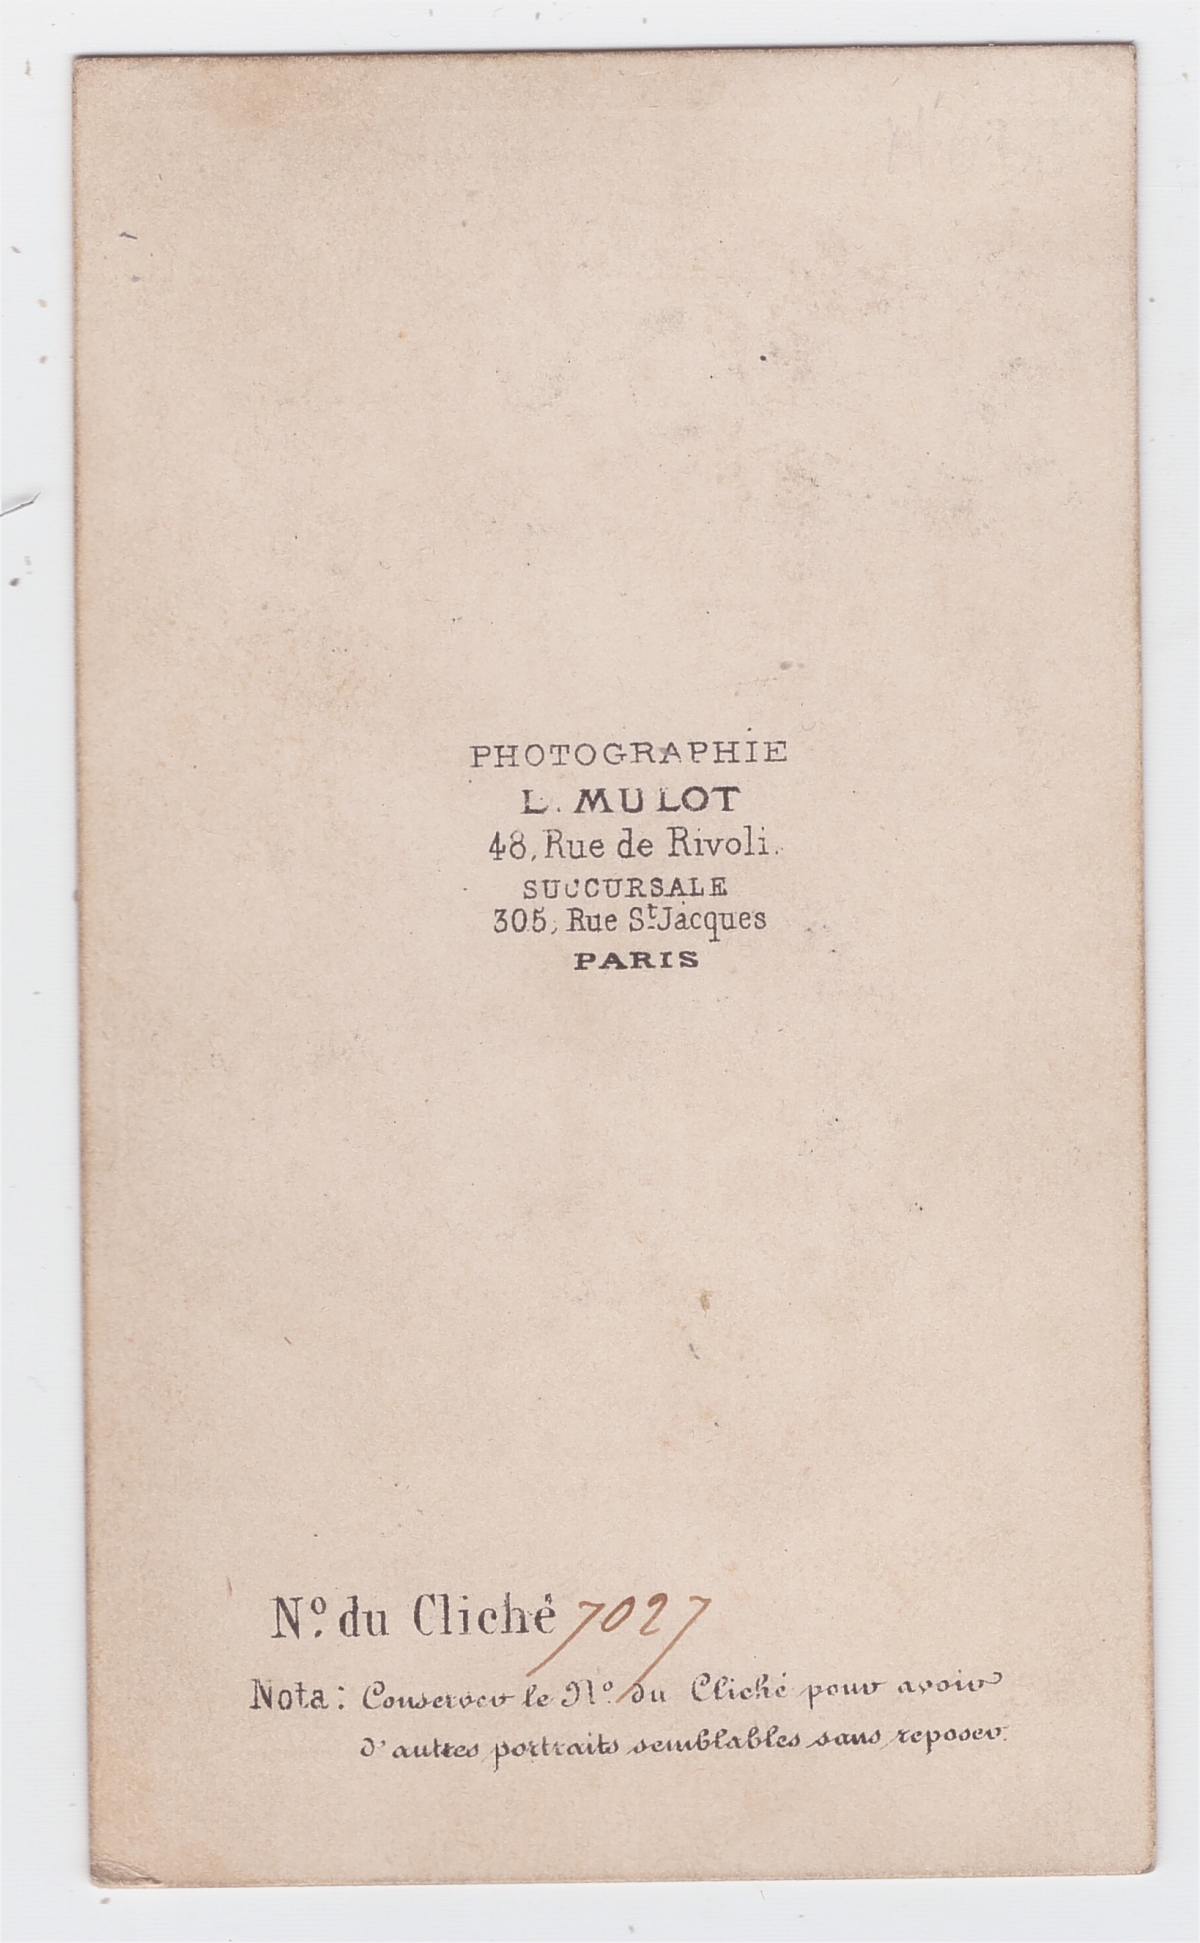 PHOTOGRAPHIE
L. MULOT
48, Rue de Rivoli.
SUCCURSALE
305, Rue St Jacques
PARIS
No. du Cliché 7027
Nota: Conserver le No. du Cliché pour avoir
d'autres portraits semblables sans reposer.